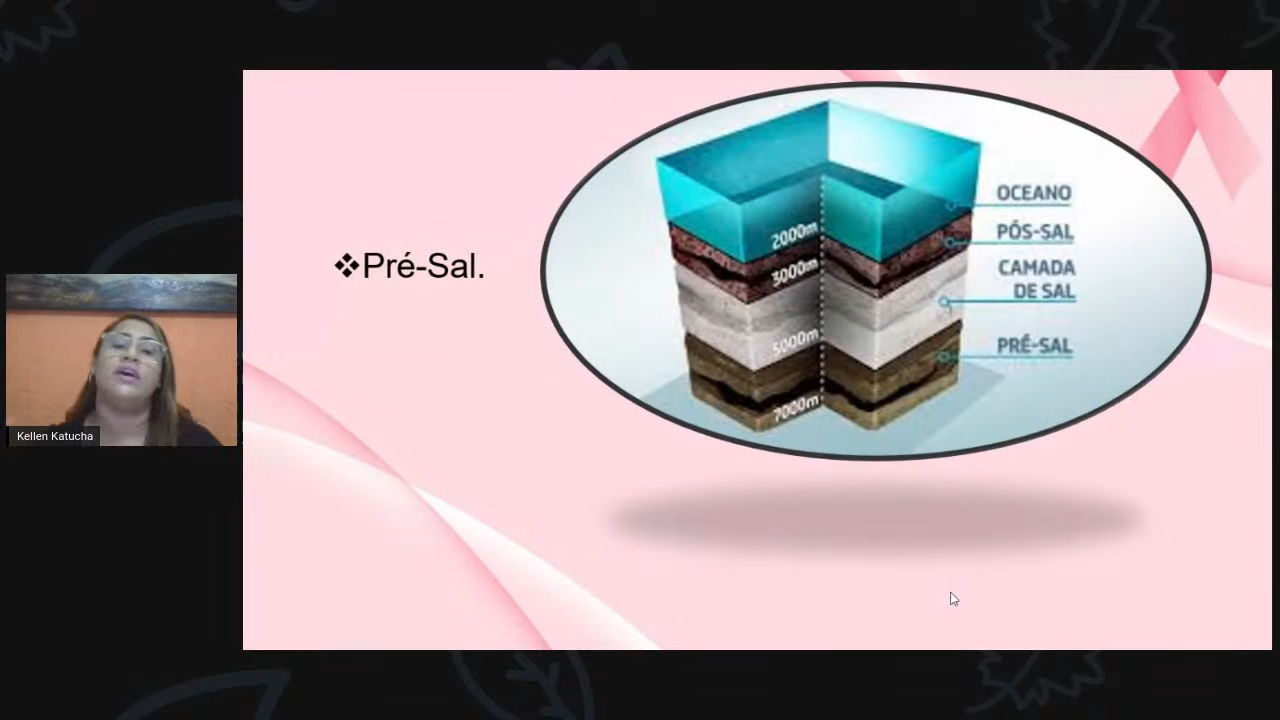 ❖Pré-Sal.
OCEANO
PÓS-SAL
CAMADA
DE SAL
PRÉ-SAL
2000m
3000m
5000m
7000m
Kellen Katucha